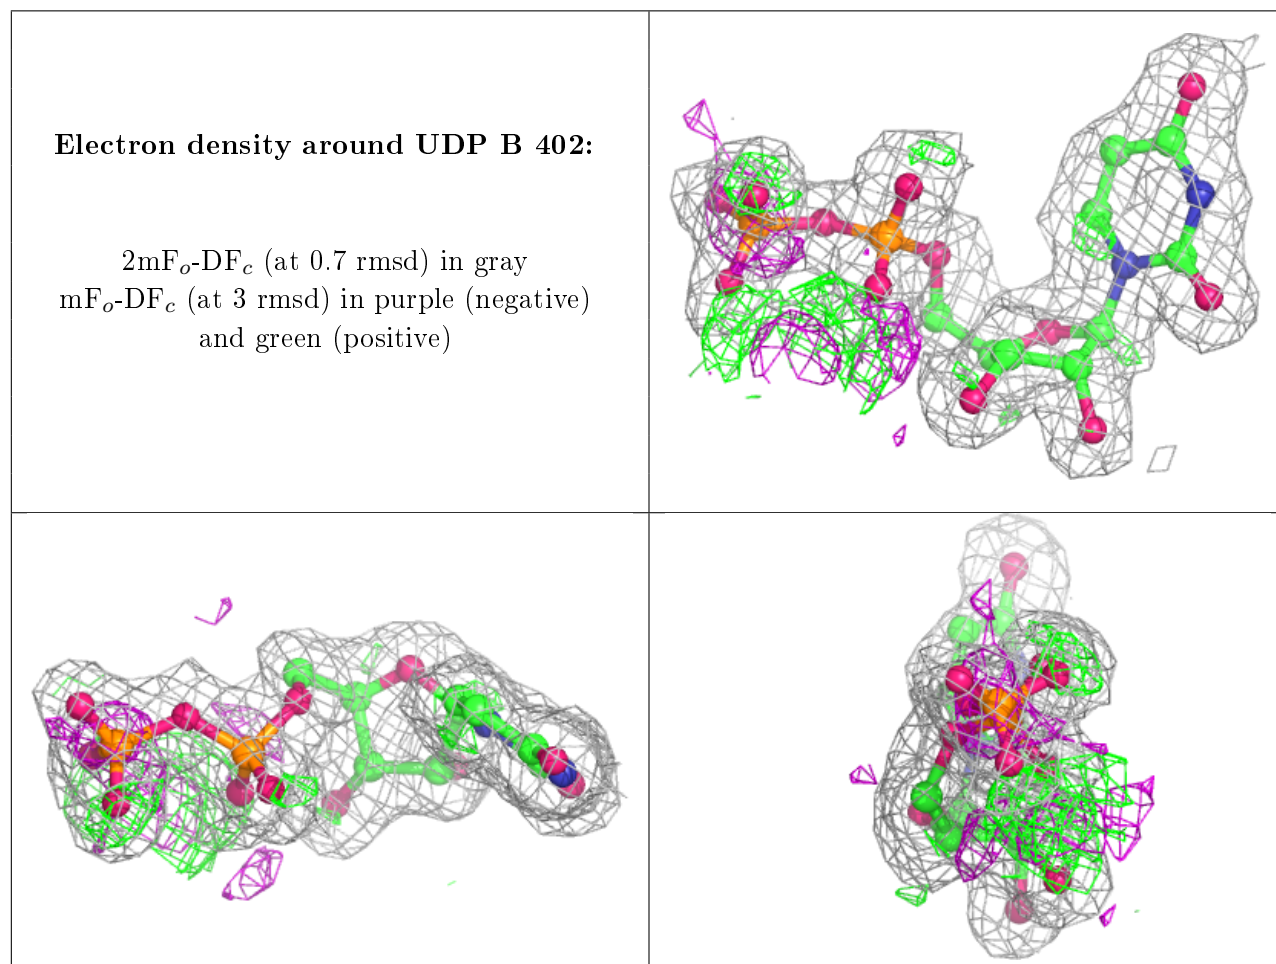 Electron density around UDP B 402:
2mFo-DFc (at 0.7 rmsd) in gray
mFo-DFc (at 3 rmsd) in purple (negative)
and green (positive)